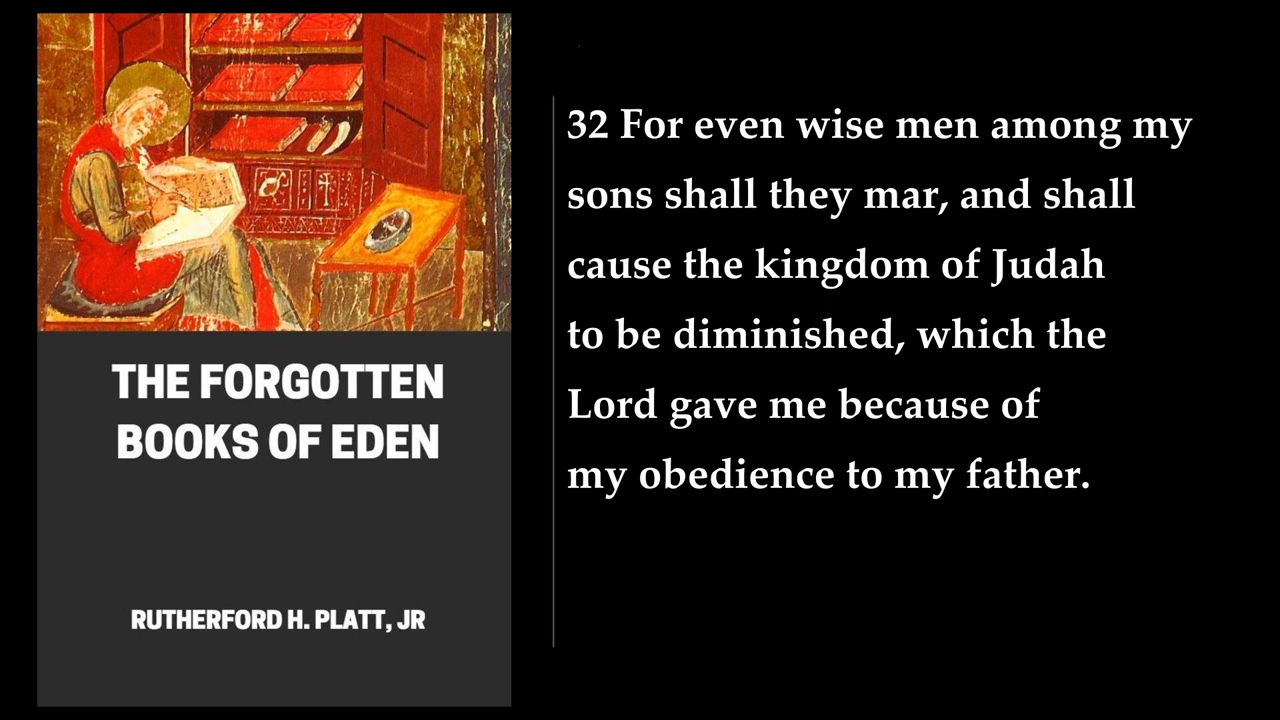 THE FORGOTTEN
BOOKS OF EDEN
RUTHERFORD H. PLATT, JR
32 For even wise men among my
sons shall they mar, and shall
cause the kingdom of Judah
to be diminished, which the
Lord gave me because of
my obedience to my father.